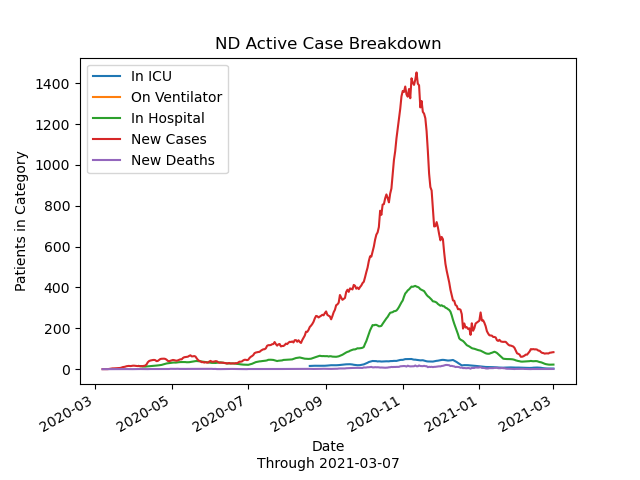 ND Active Case Breakdown
In ICU
On Ventilator
In Hospital
New Cases
New Deaths
Patients in Category
1400
1200
1000
800
600
400
200
0
2020-03
2020-05
2020-07
2020-09
2020-11
2021-01
2021-03
Date
Through 2021-03-07